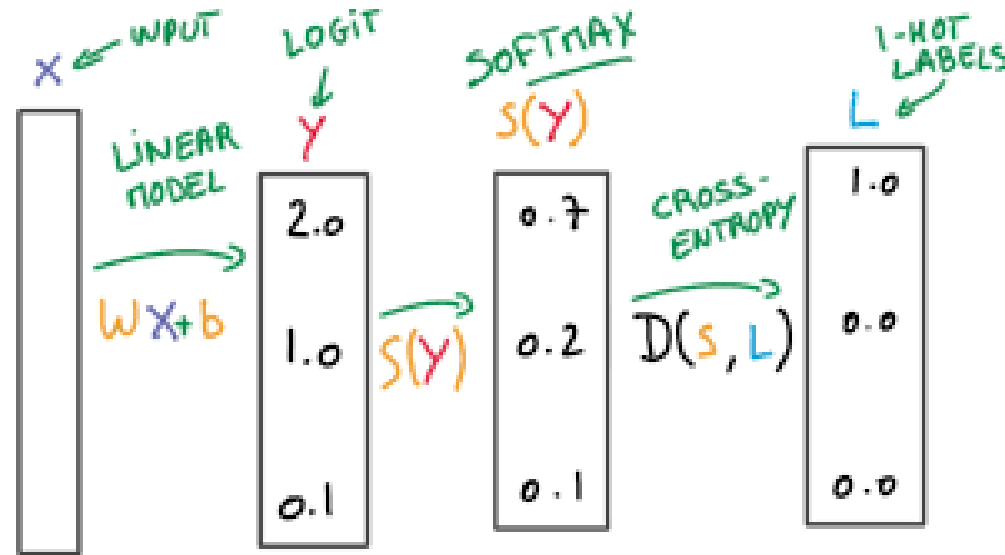 X
INPUT
LINEAR
MODEL
WX+b
LOGIT
Y
2.0
1.0
0.1
S(Y)
SOFTMAX
S(Y)
0.7
0.2
0.1
CROSS-
ENTROPY
D(S, L)
1-HOT
LABELS
L
1.0
0.0
0.0